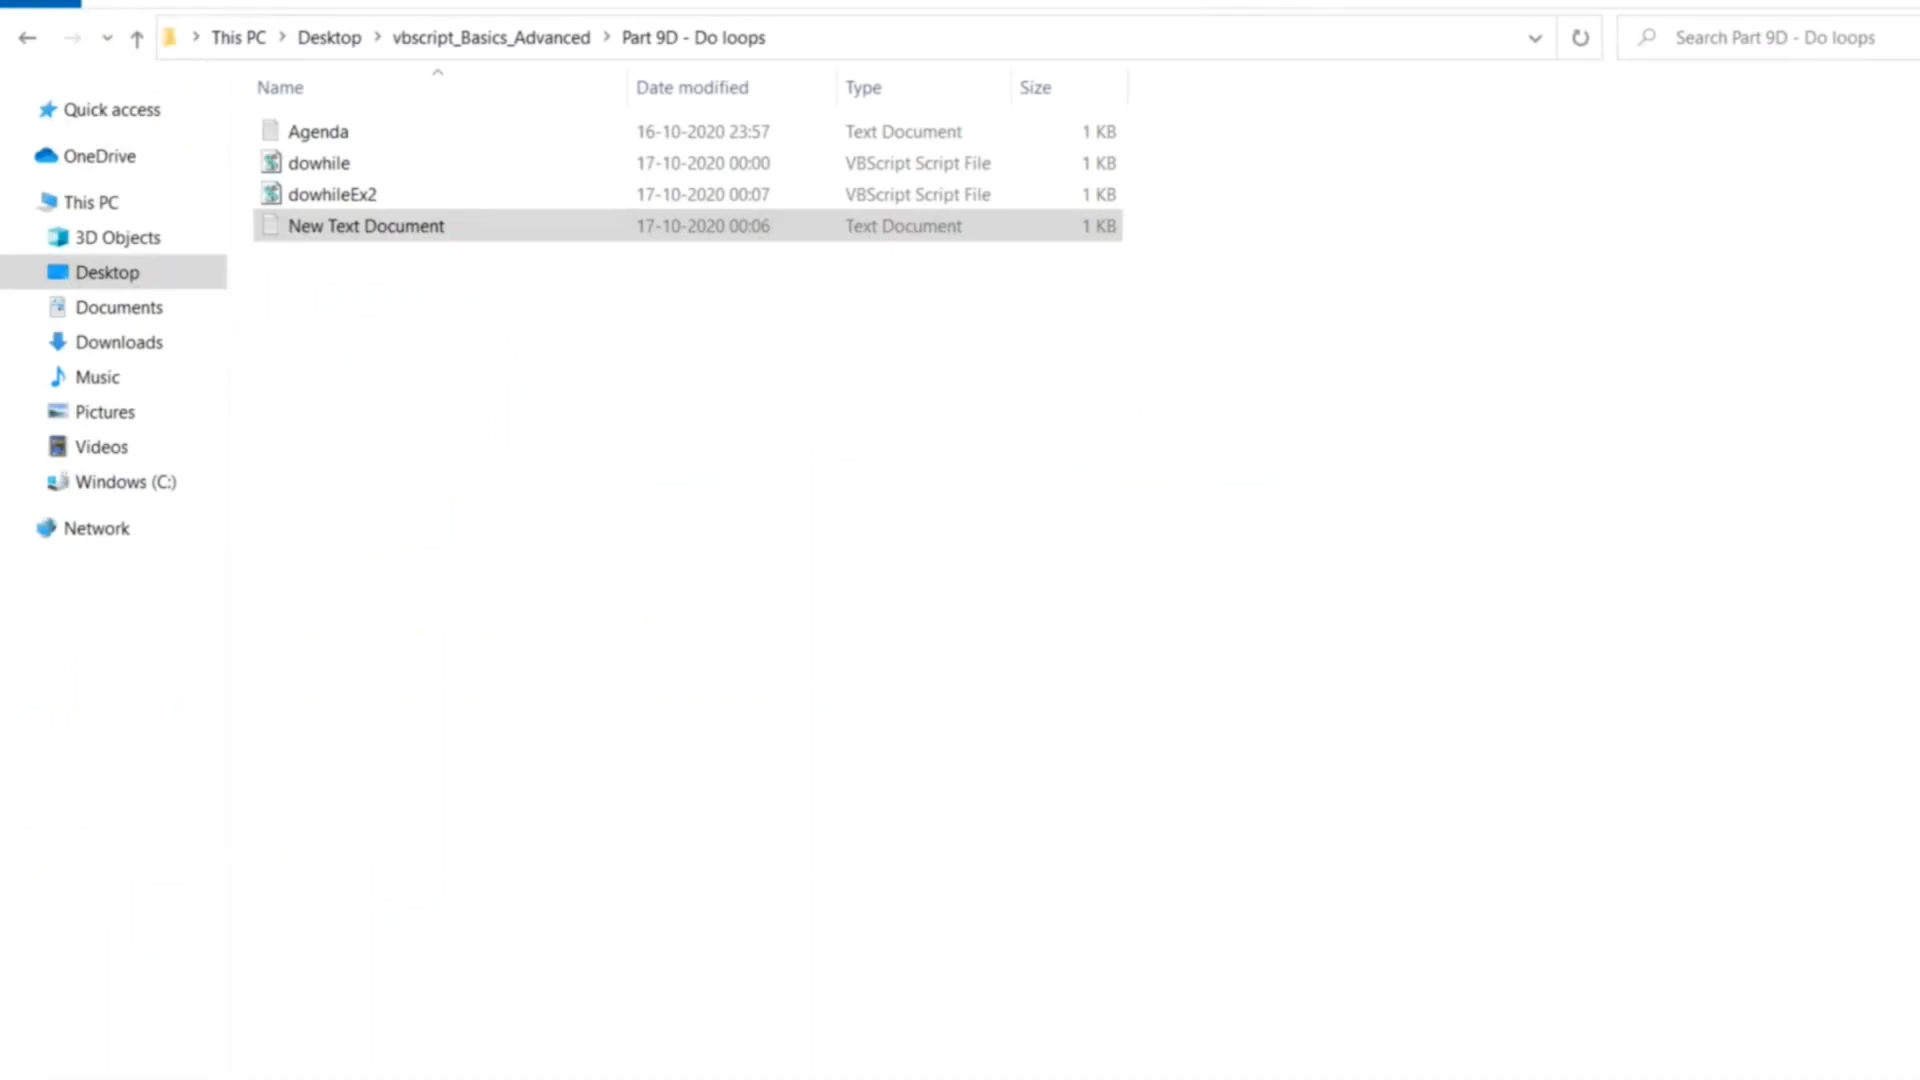 This PC > Desktop > vbscript_Basics_Advanced > Part 9D - Do loops
Search Part 9D - Do loops
Name Date modified Type Size
Quick access
OneDrive
This PC
3D Objects
Desktop
Documents
Downloads
Music
Pictures
Videos
Windows (C:)
Network
Agenda 16-10-2020 23:57 Text Document 1 KB
dowhile 17-10-2020 00:00 VBScript Script File 1 KB
dowhileEx2 17-10-2020 00:07 VBScript Script File 1 KB
New Text Document 17-10-2020 00:06 Text Document 1 KB